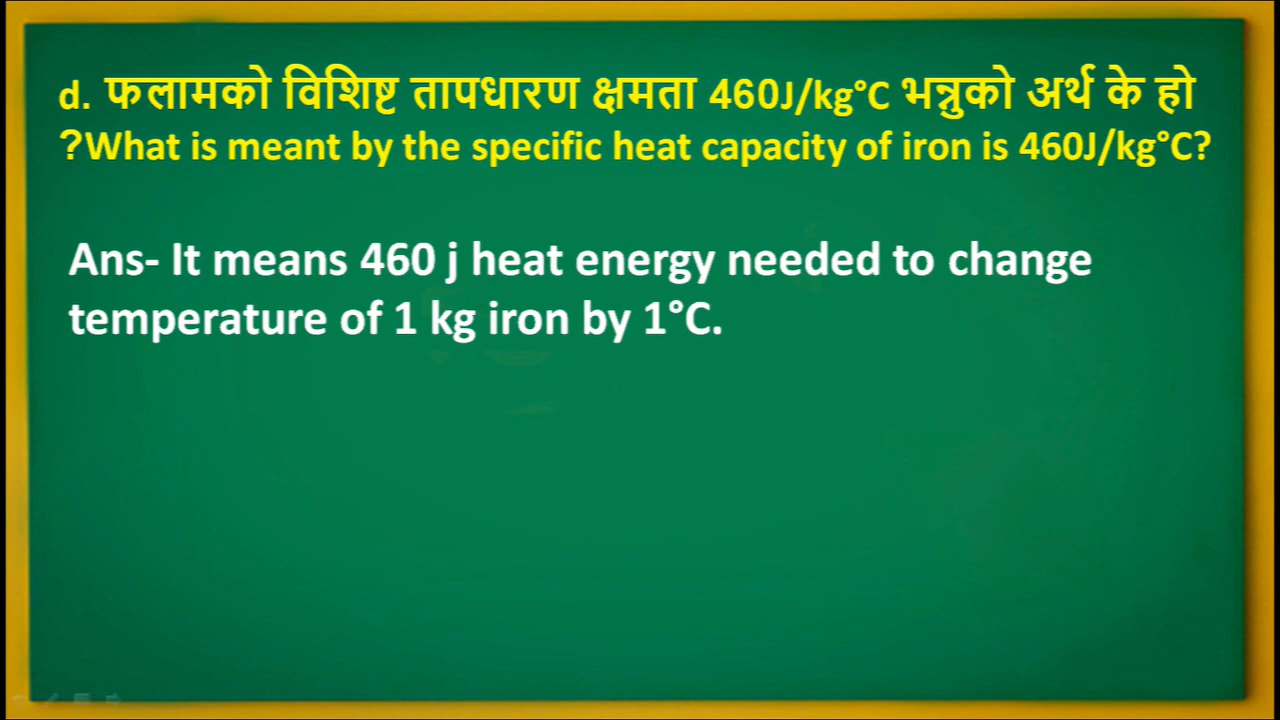 d. फलामको विशिष्ट तापधारण क्षमता 460J/kg°C भन्नुको अर्थ के हो
?What is meant by the specific heat capacity of iron is 460J/kg°C?
Ans- It means 460 j heat energy needed to change
temperature of 1 kg iron by 1°C.